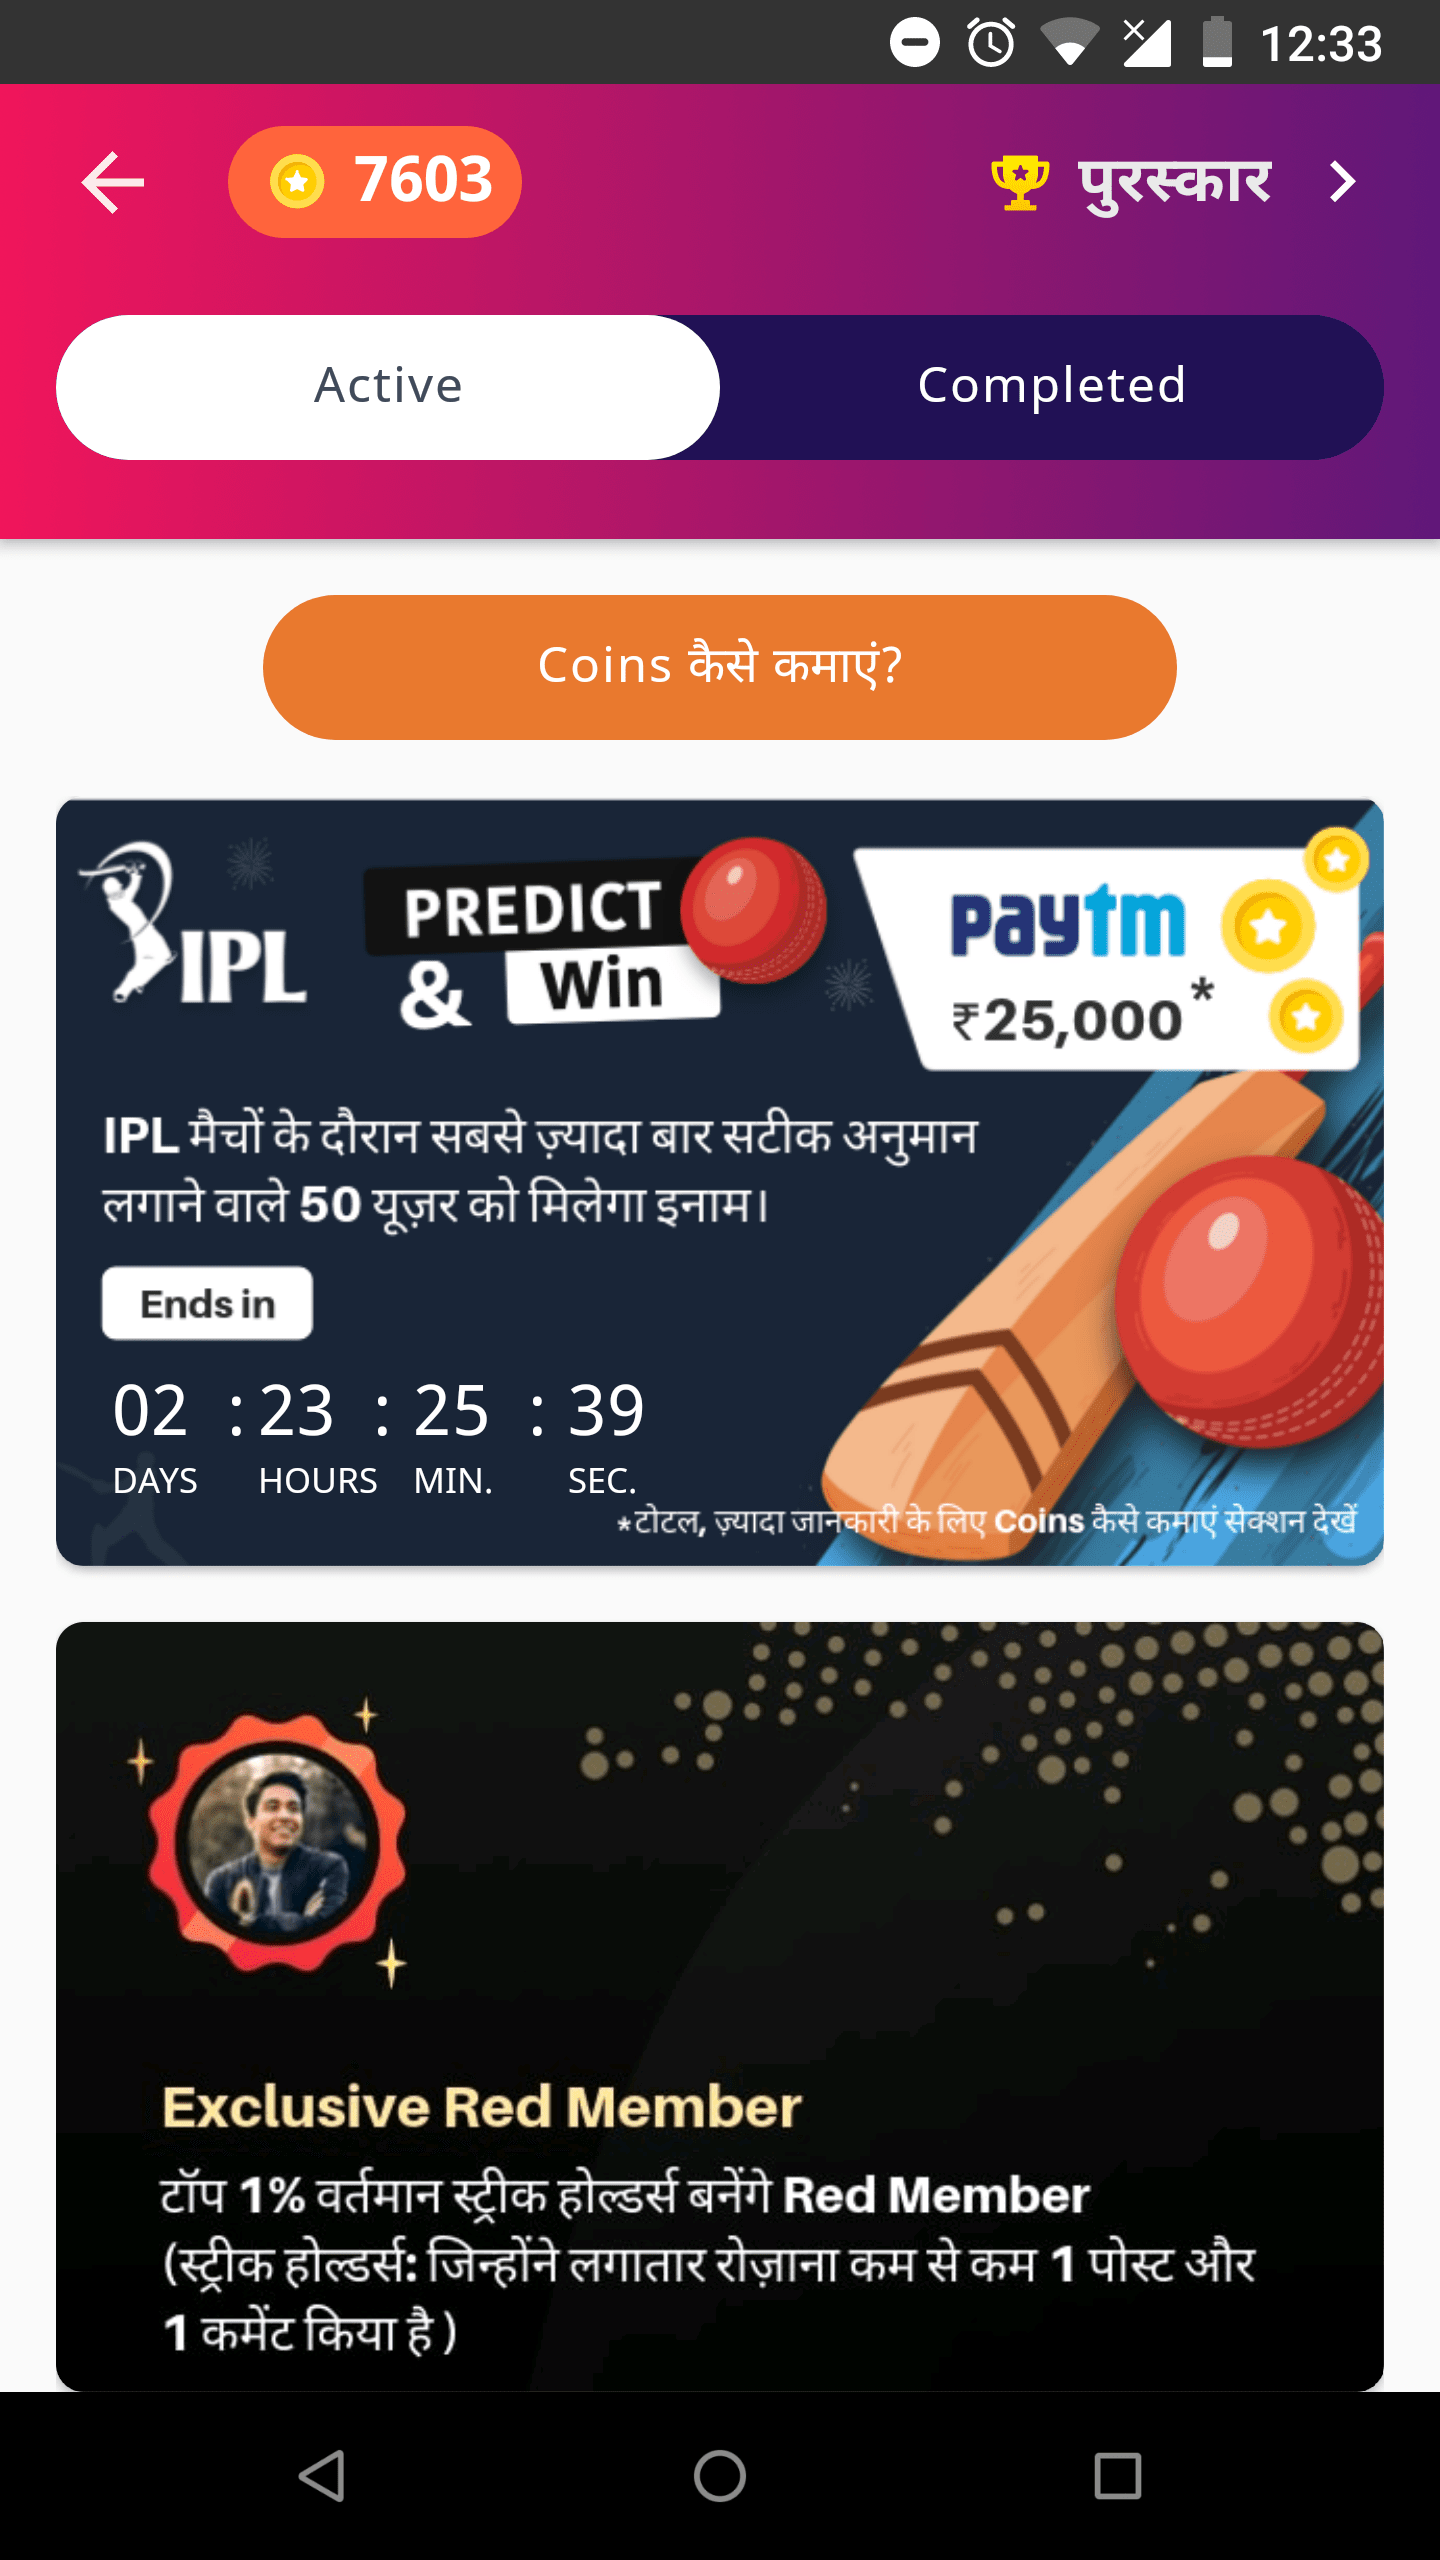 12:33
7603
पुरस्कार
Active
Completed
Coins कैसे कमाएं?
IPL
PREDICT
& Win
paytm
₹25,000*
IPL मैचों के दौरान सबसे ज़्यादा बार सटीक अनुमान
लगाने वाले 50 यूज़र को मिलेगा इनाम।
Ends in
02 : 23 : 25 : 39
DAYS HOURS MIN. SEC.
*टोटल, ज़्यादा जानकारी के लिए Coins कैसे कमाएं सेक्शन देखें
Exclusive Red Member
टॉप 1% वर्तमान स्ट्रीक होल्डर्स बनेंगे Red Member
(स्ट्रीक होल्डर्स: जिन्होंने लगातार रोज़ाना कम से कम 1 पोस्ट और
1 कमेंट किया है )